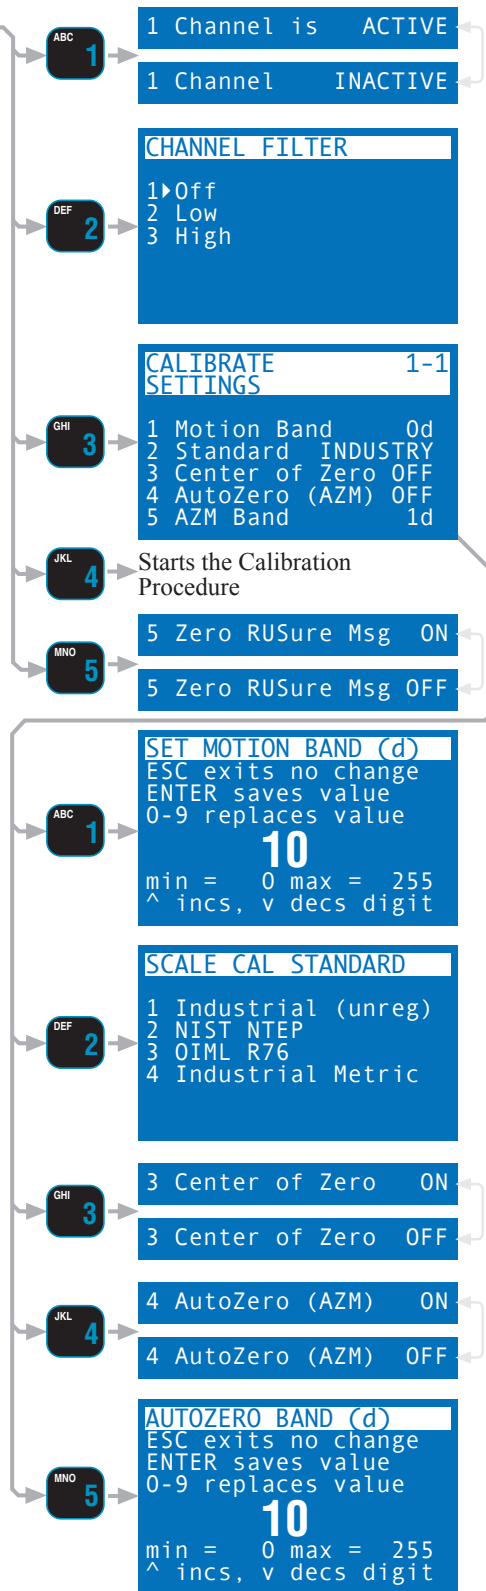 ABC
1
1 Channel is ACTIVE
1 Channel INACTIVE
DEF
2
CHANNEL FILTER
1 Off
2 Low
3 High
GHI
3
CALIBRATE 1-1
SETTINGS
1 Motion Band 0d
2 Standard INDUSTRY
3 Center of Zero OFF
4 AutoZero (AZM) OFF
5 AZM Band 1d
JKL
4
Starts the Calibration
Procedure
MNO
5
5 Zero RUSure Msg ON
5 Zero RUSure Msg OFF
ABC
1
SET MOTION BAND (d)
ESC exits no change
ENTER saves value
0-9 replaces value
10
min = 0 max = 255
^ incs, v decs digit
DEF
2
SCALE CAL STANDARD
1 Industrial (unreg)
2 NIST NTEP
3 OIML R76
4 Industrial Metric
GHI
3
3 Center of Zero ON
3 Center of Zero OFF
JKL
4
4 AutoZero (AZM) ON
4 AutoZero (AZM) OFF
MNO
5
AUTOZERO BAND (d)
ESC exits no change
ENTER saves value
0-9 replaces value
10
min = 0 max = 255
^ incs, v decs digit